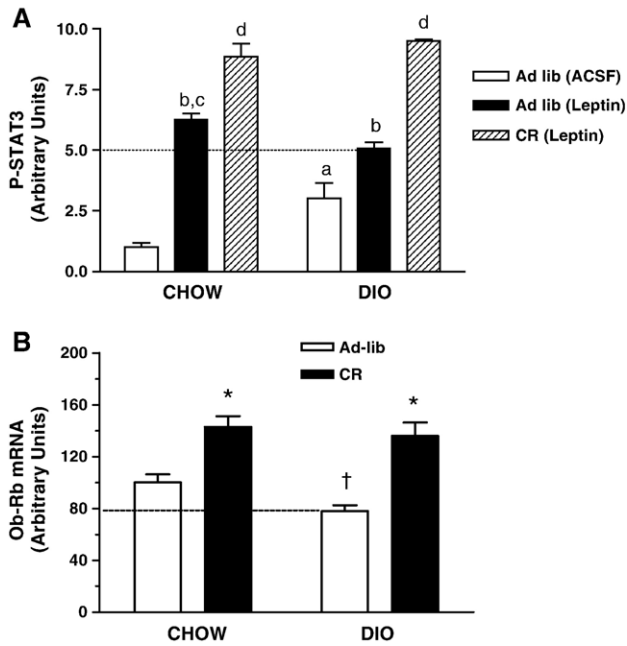 A
10.0
7.5
5.0
2.5
0.0
P-STAT3
(Arbitrary Units)
b,c
d
a
b
d
CHOW
DIO
Ad lib (ACSF)
Ad lib (Leptin)
CR (Leptin)
B
200
160
120
80
40
0
Ob-Rb mRNA
(Arbitrary Units)
Ad-lib
CR
*
†
*
CHOW
DIO